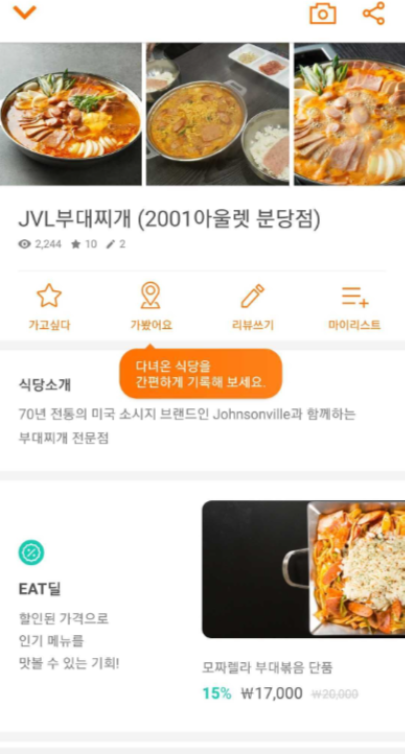 JVL부대찌개 (2001아울렛 분당점)
2,244 10 2
가고싶다 가봤어요 리뷰쓰기 마이리스트
다녀온 식당을
간편하게 기록해 보세요.
식당소개
70년 전통의 미국 소시지 브랜드인 Johnsonville과 함께하는
부대찌개 전문점
EAT딜
할인된 가격으로
인기 메뉴를
맛볼 수 있는 기회!
모짜렐라 부대볶음 단품
15% ₩17,000 ₩20,000